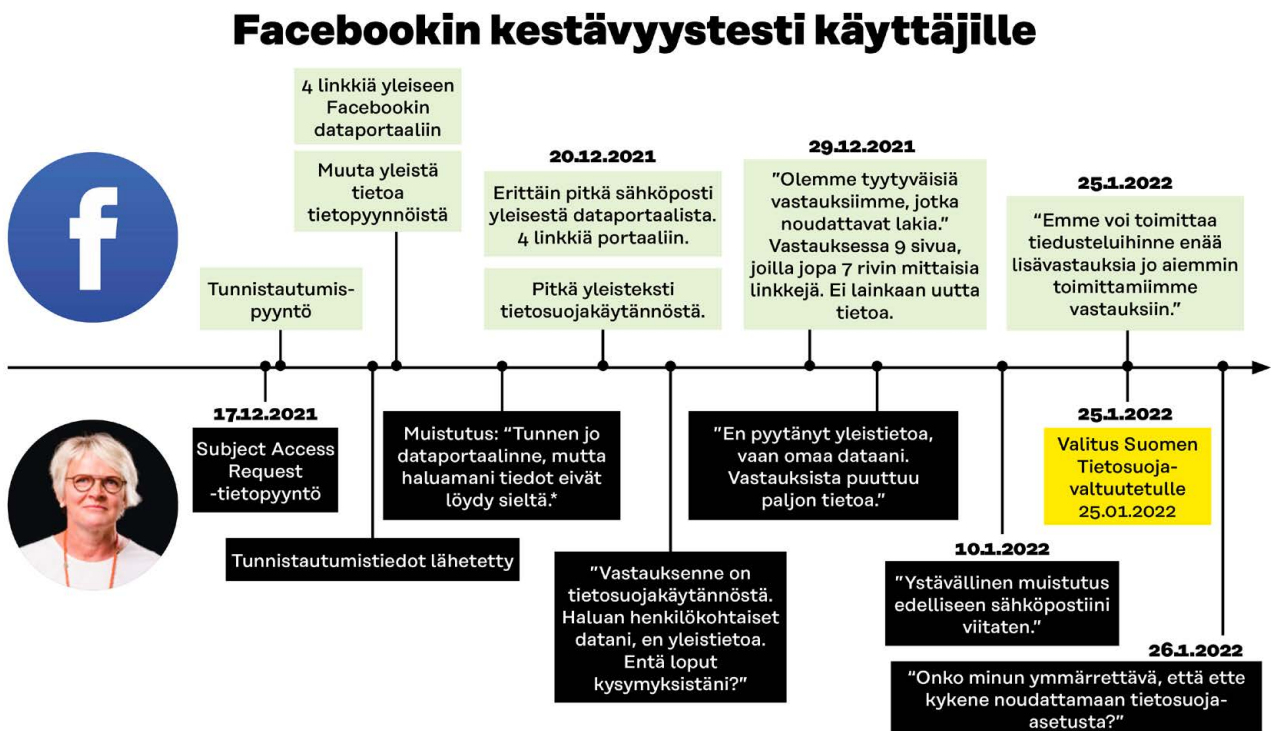 Facebookin kestävyystesti käyttäjille
4 linkkiä yleiseen
Facebookin
dataportaaliin
Muuta yleistä
tietoa
tietopyynnöistä
Tunnistautumis-
pyyntö
20.12.2021
Erittäin pitkä sähköposti
yleisestä dataportaalista.
4 linkkiä portaaliin.
Pitkä yleisteksti
tietosuojakäytännöstä.
29.12.2021
”Olemme tyytyväisiä
vastauksiimme, jotka
noudattavat lakia.”
Vastauksessa 9 sivua,
joilla jopa 7 rivin mittaisia
linkkejä. Ei lainkaan uutta
tietoa.
25.1.2022
“Emme voi toimittaa
tiedusteluihinne enää
lisävastauksia jo aiemmin
toimittamiimme
vastauksiin.”
f
17.12.2021
Subject Access
Request
-tietopyyntö
Tunnistautumistiedot lähetetty
Muistutus: “Tunnen jo
dataportaalinne, mutta
haluamani tiedot eivät
löydy sieltä.*
”Vastauksenne on
tietosuojakäytännöstä.
Haluan henkilökohtaiset
datani, en yleistietoa.
Entä loput
kysymyksistäni?”
”En pyytänyt yleistietoa,
vaan omaa dataani.
Vastauksista puuttuu
paljon tietoa.”
10.1.2022
”Ystävällinen muistutus
edelliseen sähköpostiini
viitaten.”
25.1.2022
Valitus Suomen
Tietosuoja-
valtuutetulle
25.01.2022
26.1.2022
“Onko minun ymmärrettävä, että ette
kykene noudattamaan tietosuoja-
asetusta?”